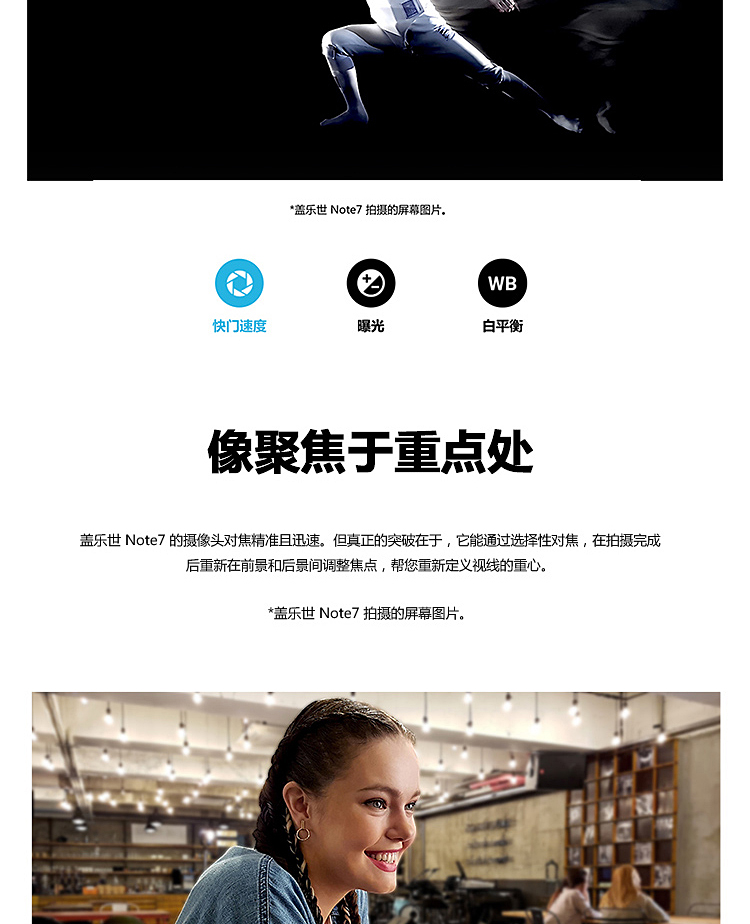 *盖乐世 Note7 拍摄的屏幕图片。
WB
快门速度 曝光 白平衡
像聚焦于重点处
盖乐世 Note7 的摄像头对焦精准且迅速。但真正的突破在于，它能通过选择性对焦，在拍摄完成
后重新在前景和后景间调整焦点，帮您重新定义视线的重心。
*盖乐世 Note7 拍摄的屏幕图片。